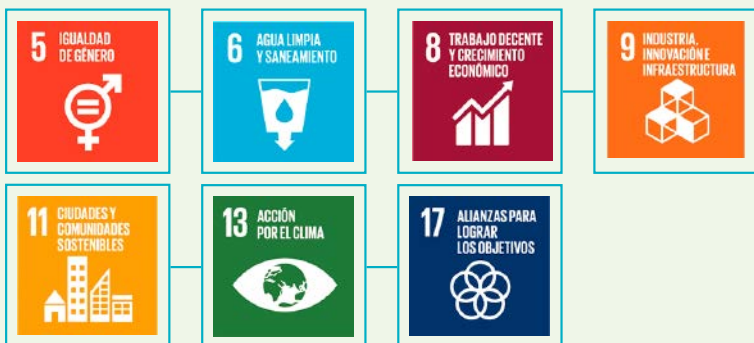 5 IGUALDAD
DE GÉNERO
6 AGUA LIMPIA
Y SANEAMIENTO
8 TRABAJO DECENTE
Y CRECIMIENTO
ECONÓMICO
9 INDUSTRIA,
INNOVACIÓN E
INFRAESTRUCTURA
11 CIUDADES Y
COMUNIDADES
SOSTENIBLES
13 ACCIÓN
POR EL CLIMA
17 ALIANZAS PARA
LOGRAR
LOS OBJETIVOS